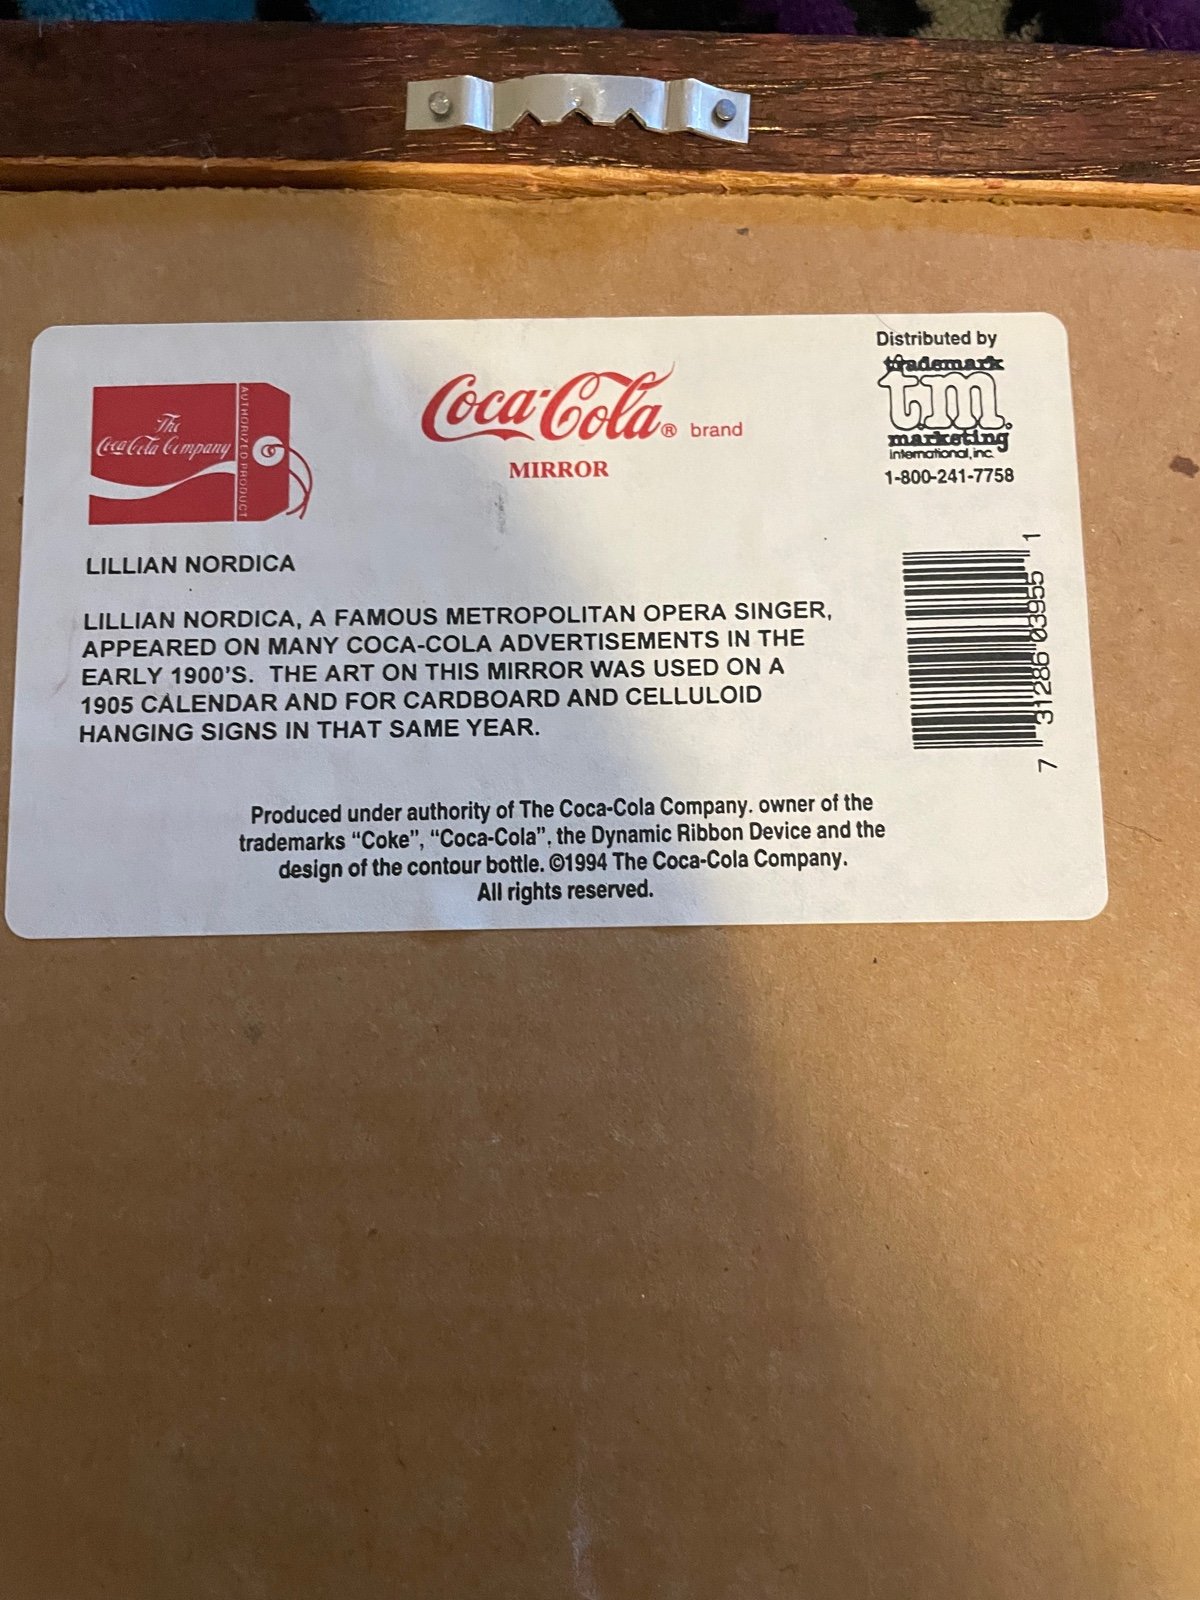 Distributed by
trademark
t.m.
marketing
international, inc.
1-800-241-7758
The
Coca-Cola Company
AUTHORIZED PRODUCT
Coca-Cola® brand
MIRROR
LILLIAN NORDICA
LILLIAN NORDICA, A FAMOUS METROPOLITAN OPERA SINGER,
APPEARED ON MANY COCA-COLA ADVERTISEMENTS IN THE
EARLY 1900'S. THE ART ON THIS MIRROR WAS USED ON A
1905 CALENDAR AND FOR CARDBOARD AND CELLULOID
HANGING SIGNS IN THAT SAME YEAR.
7 31286 03955 1
Produced under authority of The Coca-Cola Company. owner of the
trademarks “Coke”, “Coca-Cola”, the Dynamic Ribbon Device and the
design of the contour bottle. ©1994 The Coca-Cola Company.
All rights reserved.